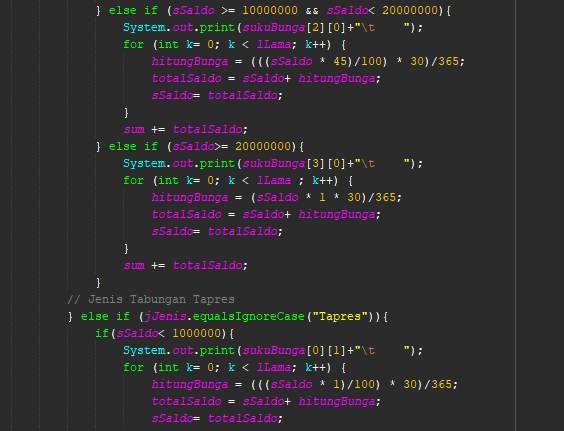 } else if (sSaldo >= 10000000 && sSaldo< 20000000){
System.out.print(sukuBunga[2][0]+"\t    ");
for (int k= 0; k < lLama; k++) {
hitungBunga = (((sSaldo * 45)/100) * 30)/365;
totalSaldo = sSaldo+ hitungBunga;
sSaldo= totalSaldo;
}
sum += totalSaldo;
} else if (sSaldo>= 20000000){
System.out.print(sukuBunga[3][0]+"\t    ");
for (int k= 0; k < lLama ; k++) {
hitungBunga = (sSaldo * 1 * 30)/365;
totalSaldo = sSaldo+ hitungBunga;
sSaldo= totalSaldo;
}
sum += totalSaldo;
}
// Jenis Tabungan Tapres
} else if (jJenis.equalsIgnoreCase("Tapres")){
if(sSaldo< 1000000){
System.out.print(sukuBunga[0][1]+"\t    ");
for (int k= 0; k < lLama; k++) {
hitungBunga = (((sSaldo * 1)/100) * 30)/365;
totalSaldo = sSaldo+ hitungBunga;
sSaldo= totalSaldo;